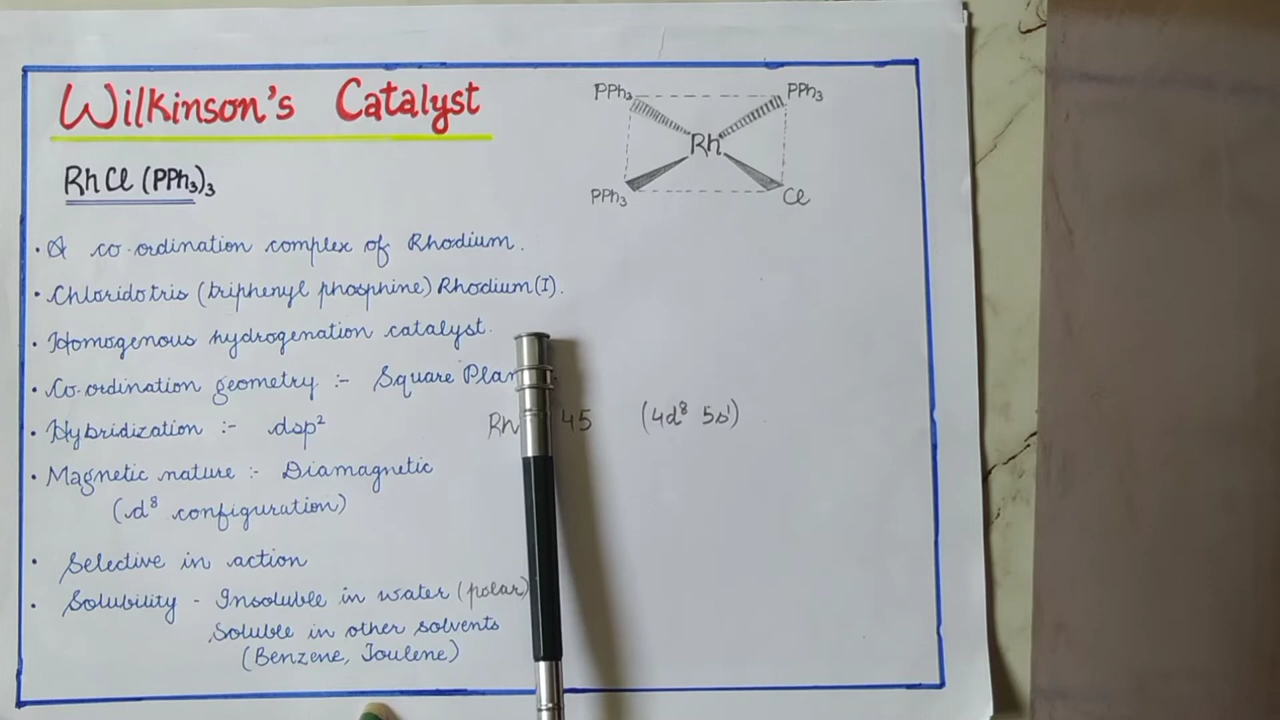 Wilkinson's Catalyst
RhCl(PPh₃)₃
PPh₃ PPh₃
Rh
PPh₃ Cl
• A co-ordination complex of Rhodium.
• Chloridotris (triphenyl phosphine) Rhodium(I).
• Homogenous hydrogenation catalyst.
• Co-ordination geometry :- Square
• Hybridization :- dsp²
Rh 45 (4d⁸ 5s¹)
• Magnetic nature :- Diamagnetic
(d⁸ configuration)
• Selective in action
• Solubility - Insoluble in water (polar)
Soluble in other solvents
(Benzene, Toulene)